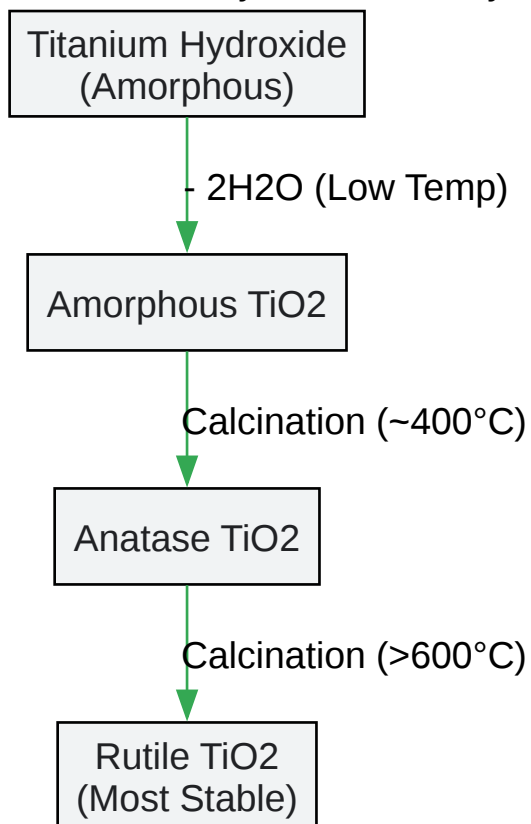 Titanium Hydroxide
(Amorphous)
- 2H2O (Low Temp)
Amorphous TiO2
Calcination (~400°C)
Anatase TiO2
Calcination (>600°C)
Rutile TiO2
(Most Stable)